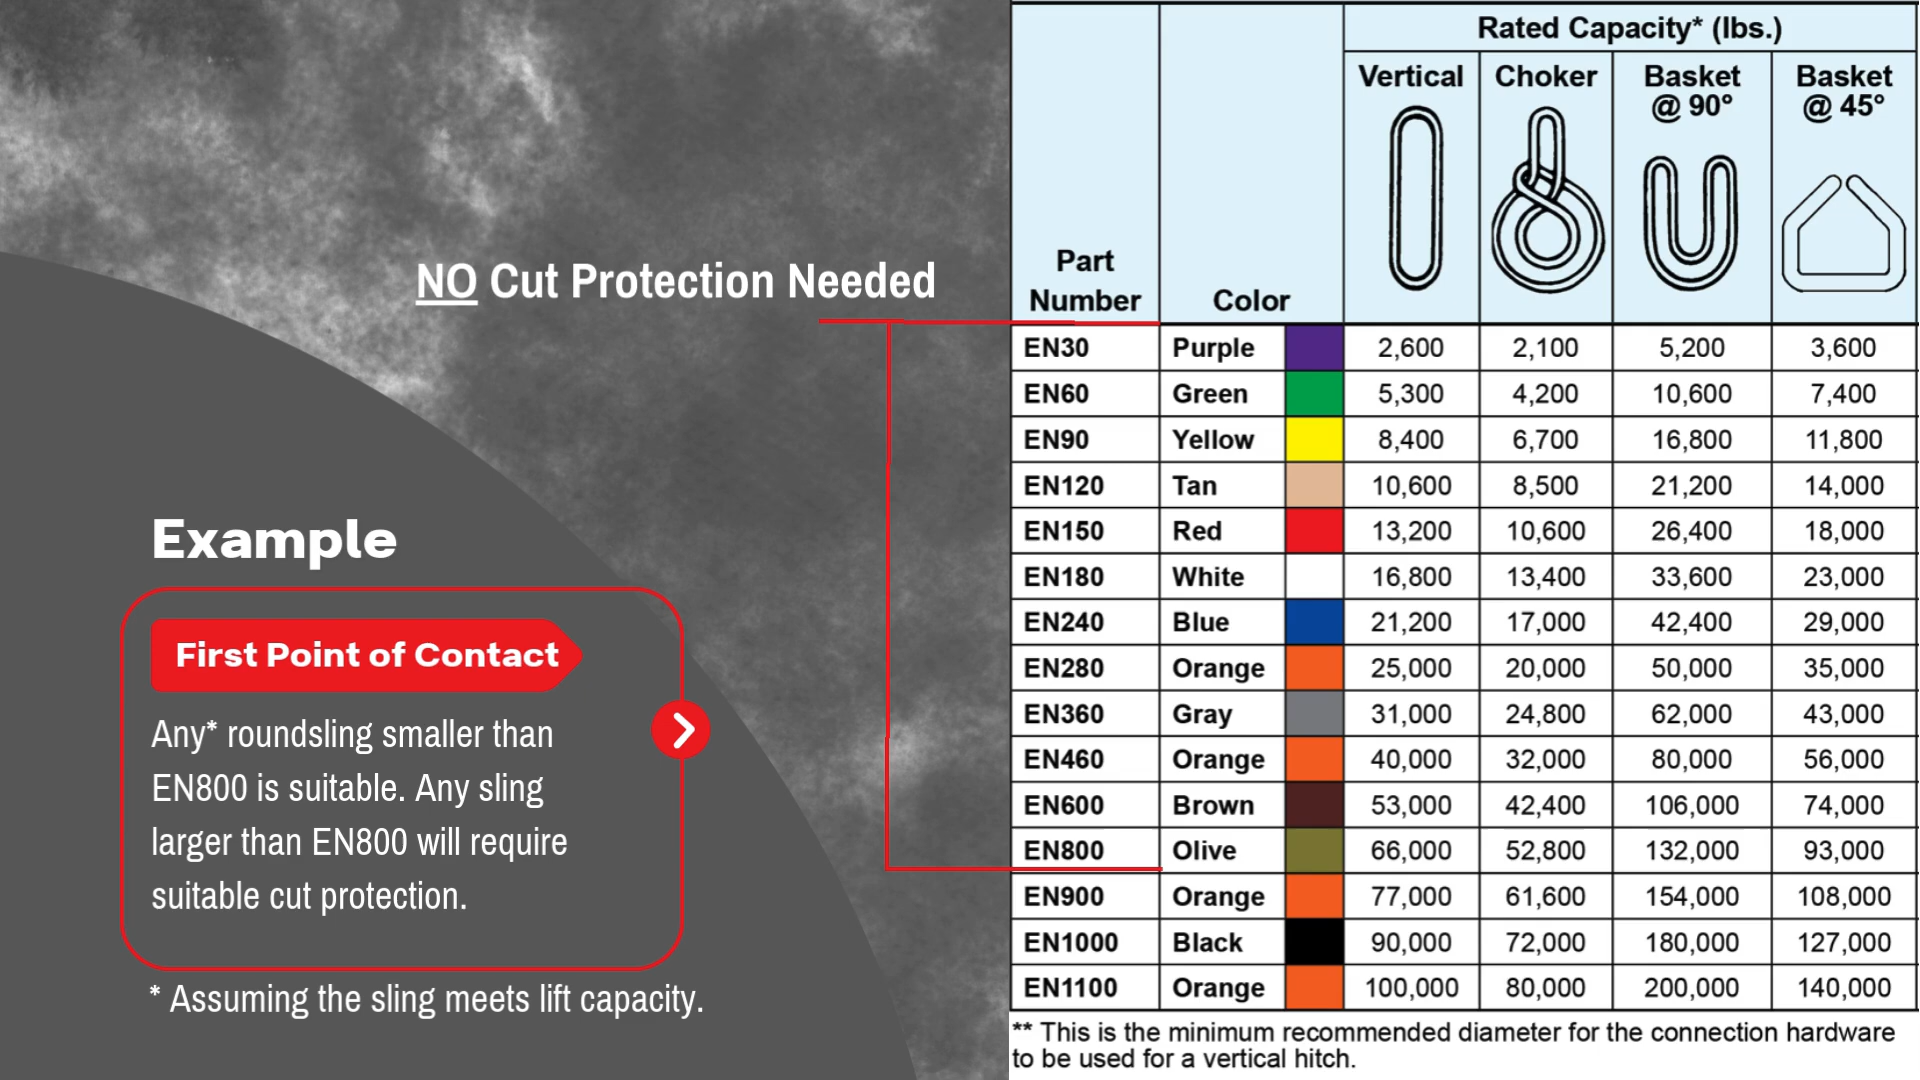 NO Cut Protection Needed
Example
First Point of Contact
Any* roundsling smaller than
EN800 is suitable. Any sling
larger than EN800 will require
suitable cut protection.
* Assuming the sling meets lift capacity.
Rated Capacity* (lbs.)
Part Number Color Vertical Choker Basket @ 90° Basket @ 45°
EN30 Purple 2,600 2,100 5,200 3,600
EN60 Green 5,300 4,200 10,600 7,400
EN90 Yellow 8,400 6,700 16,800 11,800
EN120 Tan 10,600 8,500 21,200 14,000
EN150 Red 13,200 10,600 26,400 18,000
EN180 White 16,800 13,400 33,600 23,000
EN240 Blue 21,200 17,000 42,400 29,000
EN280 Orange 25,000 20,000 50,000 35,000
EN360 Gray 31,000 24,800 62,000 43,000
EN460 Orange 40,000 32,000 80,000 56,000
EN600 Brown 53,000 42,400 106,000 74,000
EN800 Olive 66,000 52,800 132,000 93,000
EN900 Orange 77,000 61,600 154,000 108,000
EN1000 Black 90,000 72,000 180,000 127,000
EN1100 Orange 100,000 80,000 200,000 140,000
** This is the minimum recommended diameter for the connection hardware
to be used for a vertical hitch.